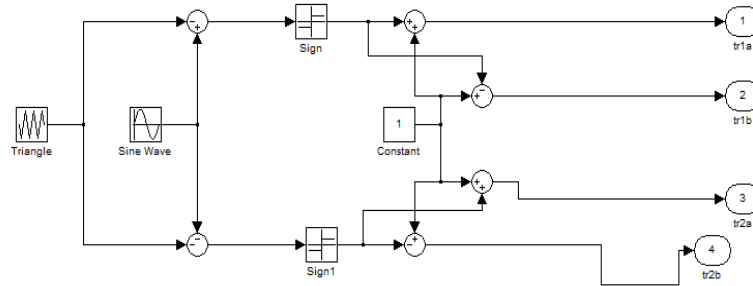 1
tr1a
Sign
2
tr1b
1
Constant
Triangle
Sine Wave
3
tr2a
4
tr2b
Sign1